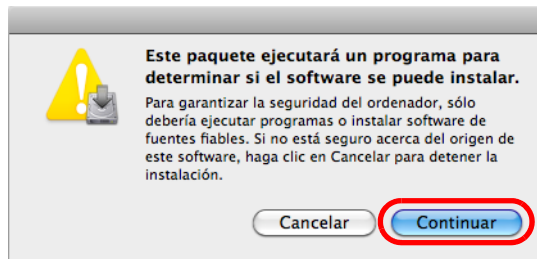 Este paquete ejecutará un programa para
determinar si el software se puede instalar.
Para garantizar la seguridad del ordenador, sólo
debería ejecutar programas o instalar software de
fuentes fiables. Si no está seguro acerca del origen de
este software, haga clic en Cancelar para detener la
instalación.
Cancelar
Continuar